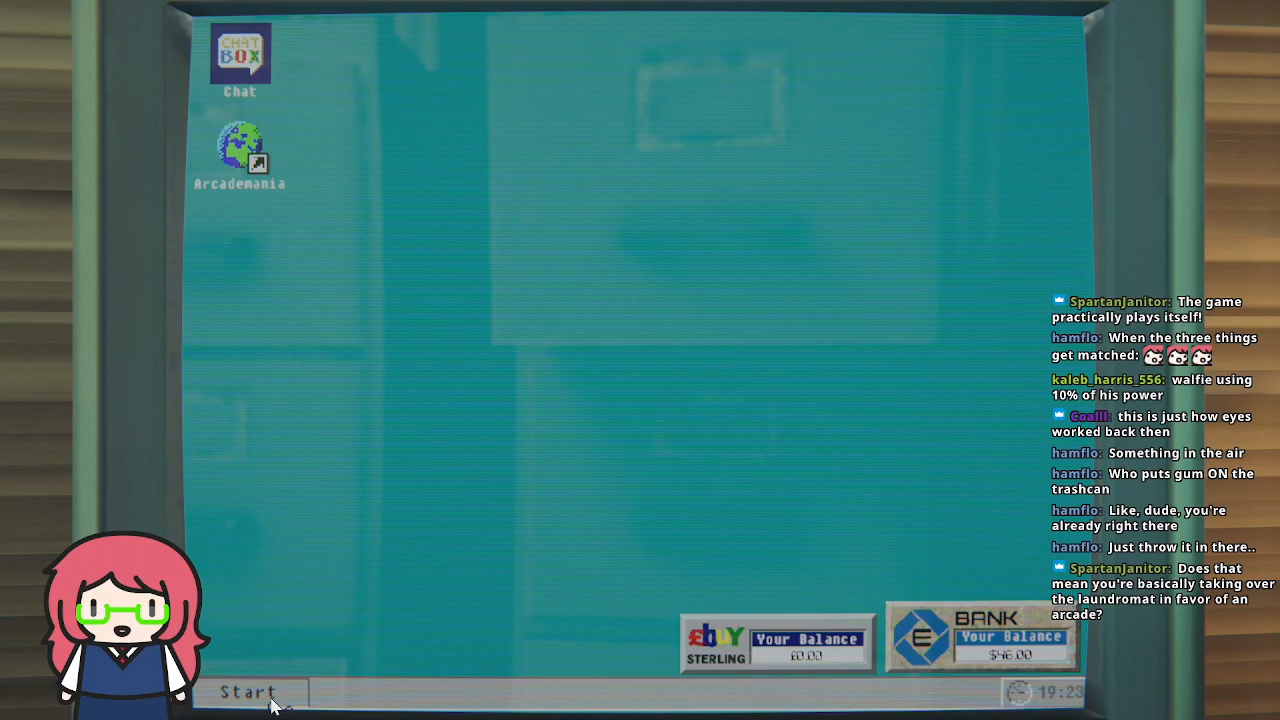 CHAT
BOX
Chat
Arcademania
SpartanJanitor: The game
practically plays itself!
hamflo: When the three things
get matched:
kaleb_harris_556: walfie using
10% of his power
Coalll: this is just how eyes
worked back then
hamflo: Something in the air
hamflo: Who puts gum ON the
trashcan
hamflo: Like, dude, you're
already right there
hamflo: Just throw it in there..
SpartanJanitor: Does that
mean you're basically taking over
the laundromat in favor of an
arcade?
£buY
STERLING
Your Balance
£0.00
E
BANK
Your Balance
$46.00
Start
19:23